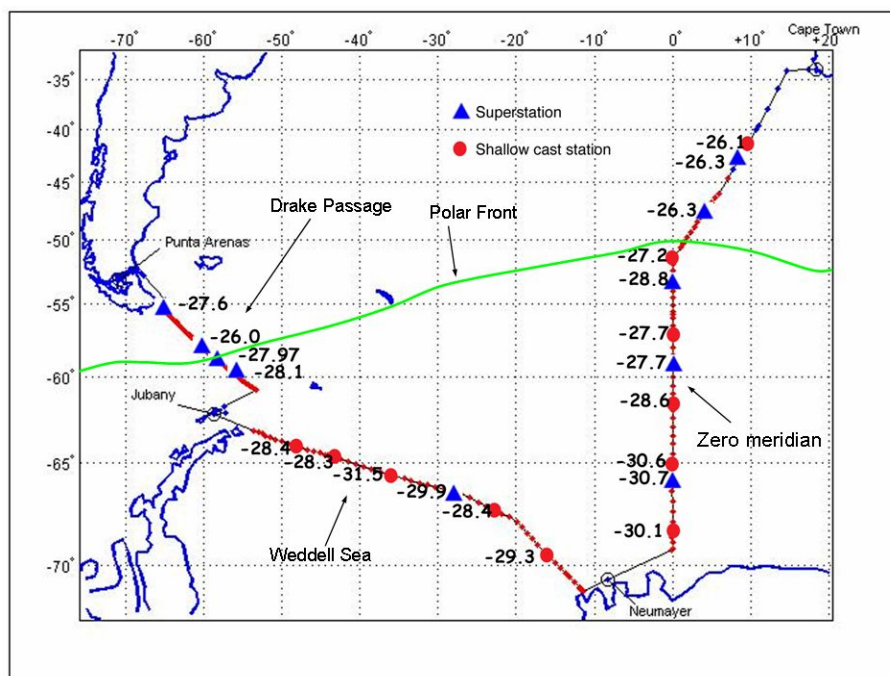 Cape Town
-70° -60° -50° -40° -30° -20° -10° 0° +10° +20°
-35°
-40°
-45°
-50°
-55°
-60°
-65°
-70°
Superstation
Shallow cast station
-26.1
-26.3
-26.3
Drake Passage
Polar Front
Punta Arenas
-27.2
-28.8
-27.6
-26.0
-27.7
-27.97
-27.7
-28.1
Jubany
-28.6
Zero meridian
-28.4
-28.3
-31.5
-29.9
-28.4
-30.6
-30.7
Weddell Sea
-29.3
-30.1
Neumayer